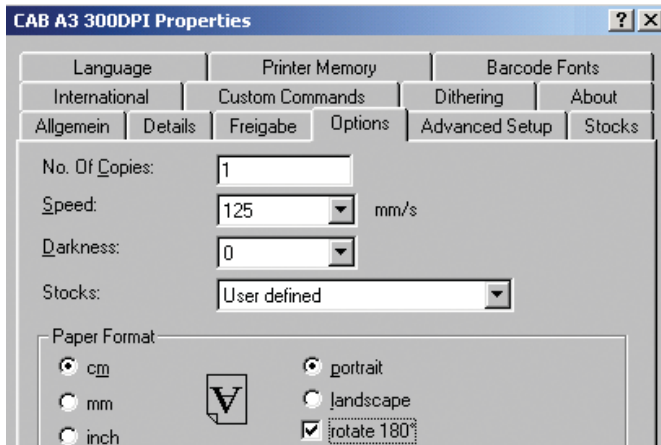 CAB A3 300DPI Properties
Language Printer Memory Barcode Fonts
International Custom Commands Dithering About
Allgemein Details Freigabe Options Advanced Setup Stocks
No. Of Copies: 1
Speed: 125 mm/s
Darkness: 0
Stocks: User defined
Paper Format
cm portrait
mm A landscape
inch rotate 180°